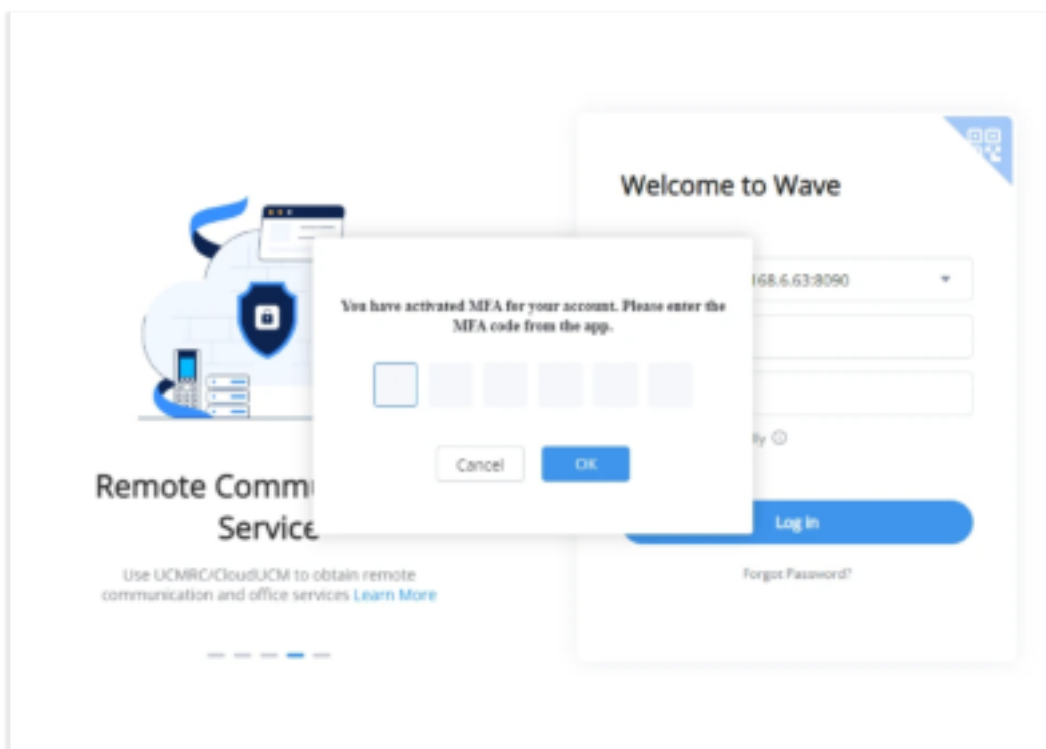 Welcome to Wave
168.6.63:8090
You have activated MFA for your account. Please enter the
MFA code from the app.
Cancel
OK
Log in
Forgot Password?
Remote
Service
Use UCMRC/CloudUCM to obtain remote
communication and office services Learn More